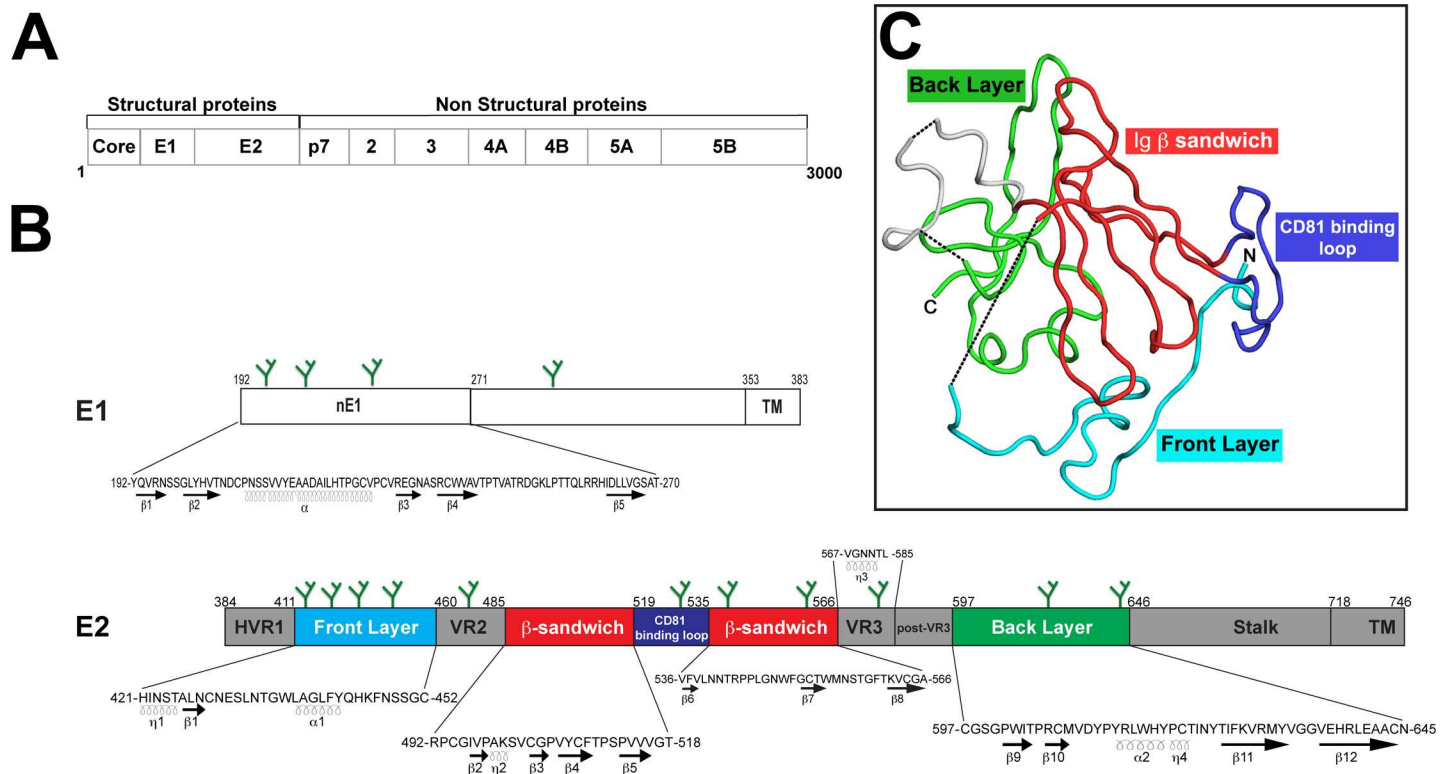 A
Structural proteins Non Structural proteins
Core E1 E2 p7 2 3 4A 4B 5A 5B
1 3000
B
192 271 353 383
E1 nE1 TM
192-YQVRNSSGLYHVTNDCPNSSVVYEAADAILHTPGCVPCVREGNASRCWVAVTPTVATRDGKLPTTQLRRHIDLLVGSAT-270
β1 β2 α β3 β4 β5
C
Back Layer
Ig β sandwich
CD81 binding
loop
N
C
Front Layer
567-VGNNTL -585
η3
384 411 460 485 519 535 566 597 646 718 746
E2 HVR1 Front Layer VR2 β-sandwich CD81 binding loop β-sandwich VR3 post-VR3 Back Layer Stalk TM
421-HINSTALNCNESLNTGWLAGLFYQHKFNSSGC-452
η1 β1 α1
536-VFVLNNTRPPLGNWFGCTWMNSTGFTKVCGA-566
β6 β7 β8
492-RPCGIVPAKSVCGPVYCFTPSPVVVGT-518
β2 η2 β3 β4 β5
597-CGSGPWITPRCMVDYPYRLWHYPCTINYTIFKVRMYVGGVEHRLEAACN-645
β9 β10 α2 η4 β11 β12